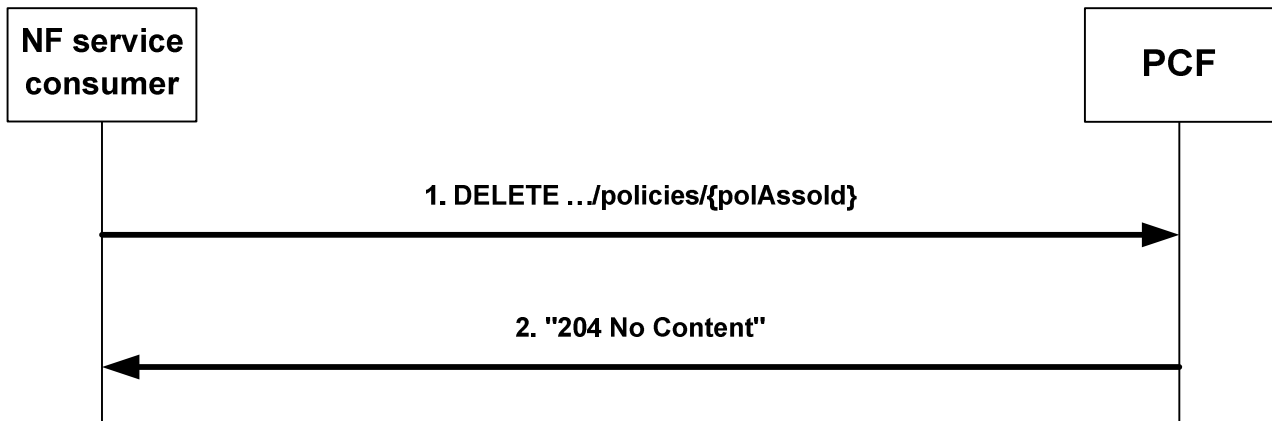 NF service
consumer
PCF
1. DELETE …/policies/{polAssoId}
2. "204 No Content"